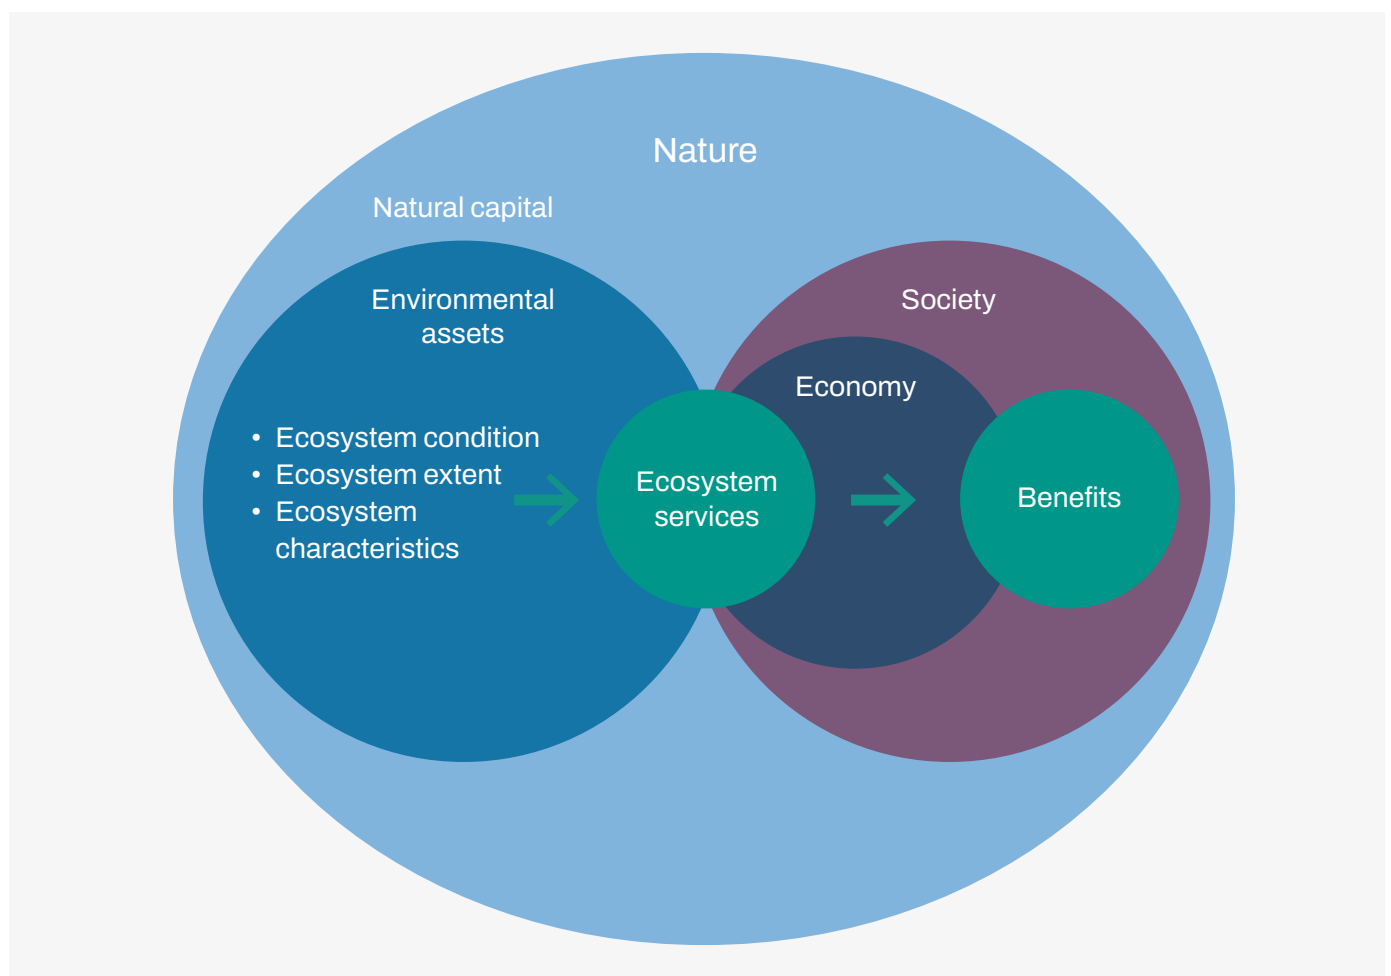 Nature
Natural capital
Environmental
assets
• Ecosystem condition
• Ecosystem extent
• Ecosystem
characteristics
Ecosystem
services
Society
Economy
Benefits